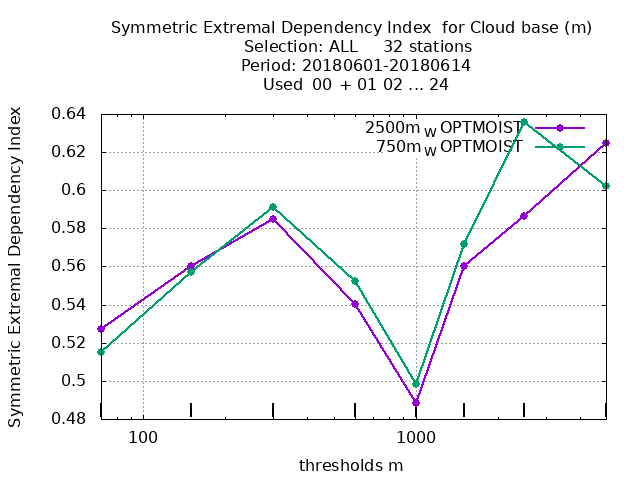 Symmetric Extremal Dependency Index  for Cloud base (m)
Selection: ALL     32 stations
Period: 20180601-20180614
Used  00 + 01 02 ... 24
Symmetric Extremal Dependency Index
0.64
0.62
0.6
0.58
0.56
0.54
0.52
0.5
0.48
2500m W OPTMOIST
750m W OPTMOIST
100
1000
thresholds m